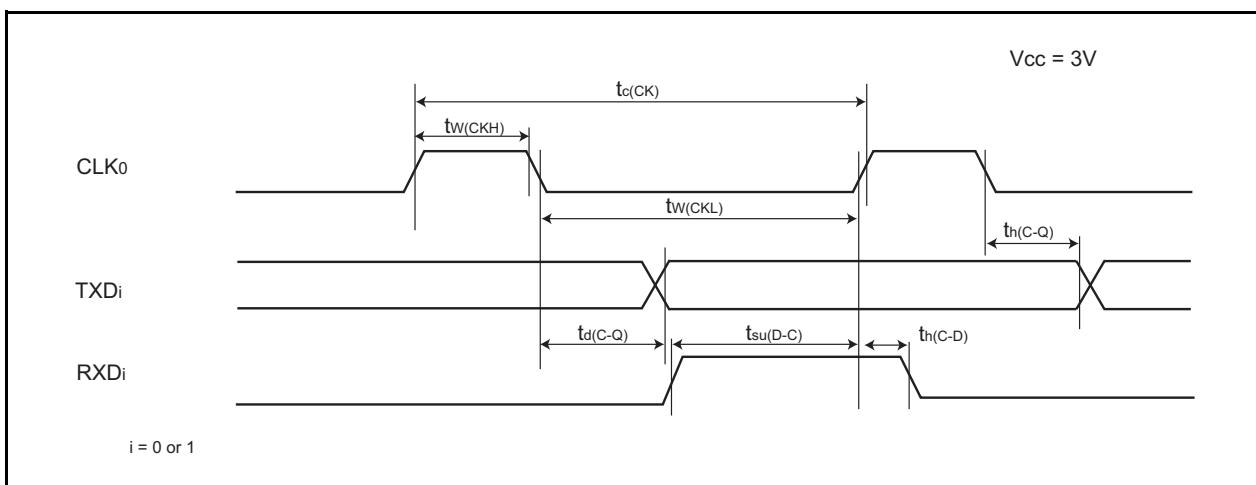 Vcc = 3V
tc(CK)
tW(CKH)
CLK0
tW(CKL)
th(C-Q)
TXDi
td(C-Q)
tsu(D-C)
th(C-D)
RXDi
i = 0 or 1